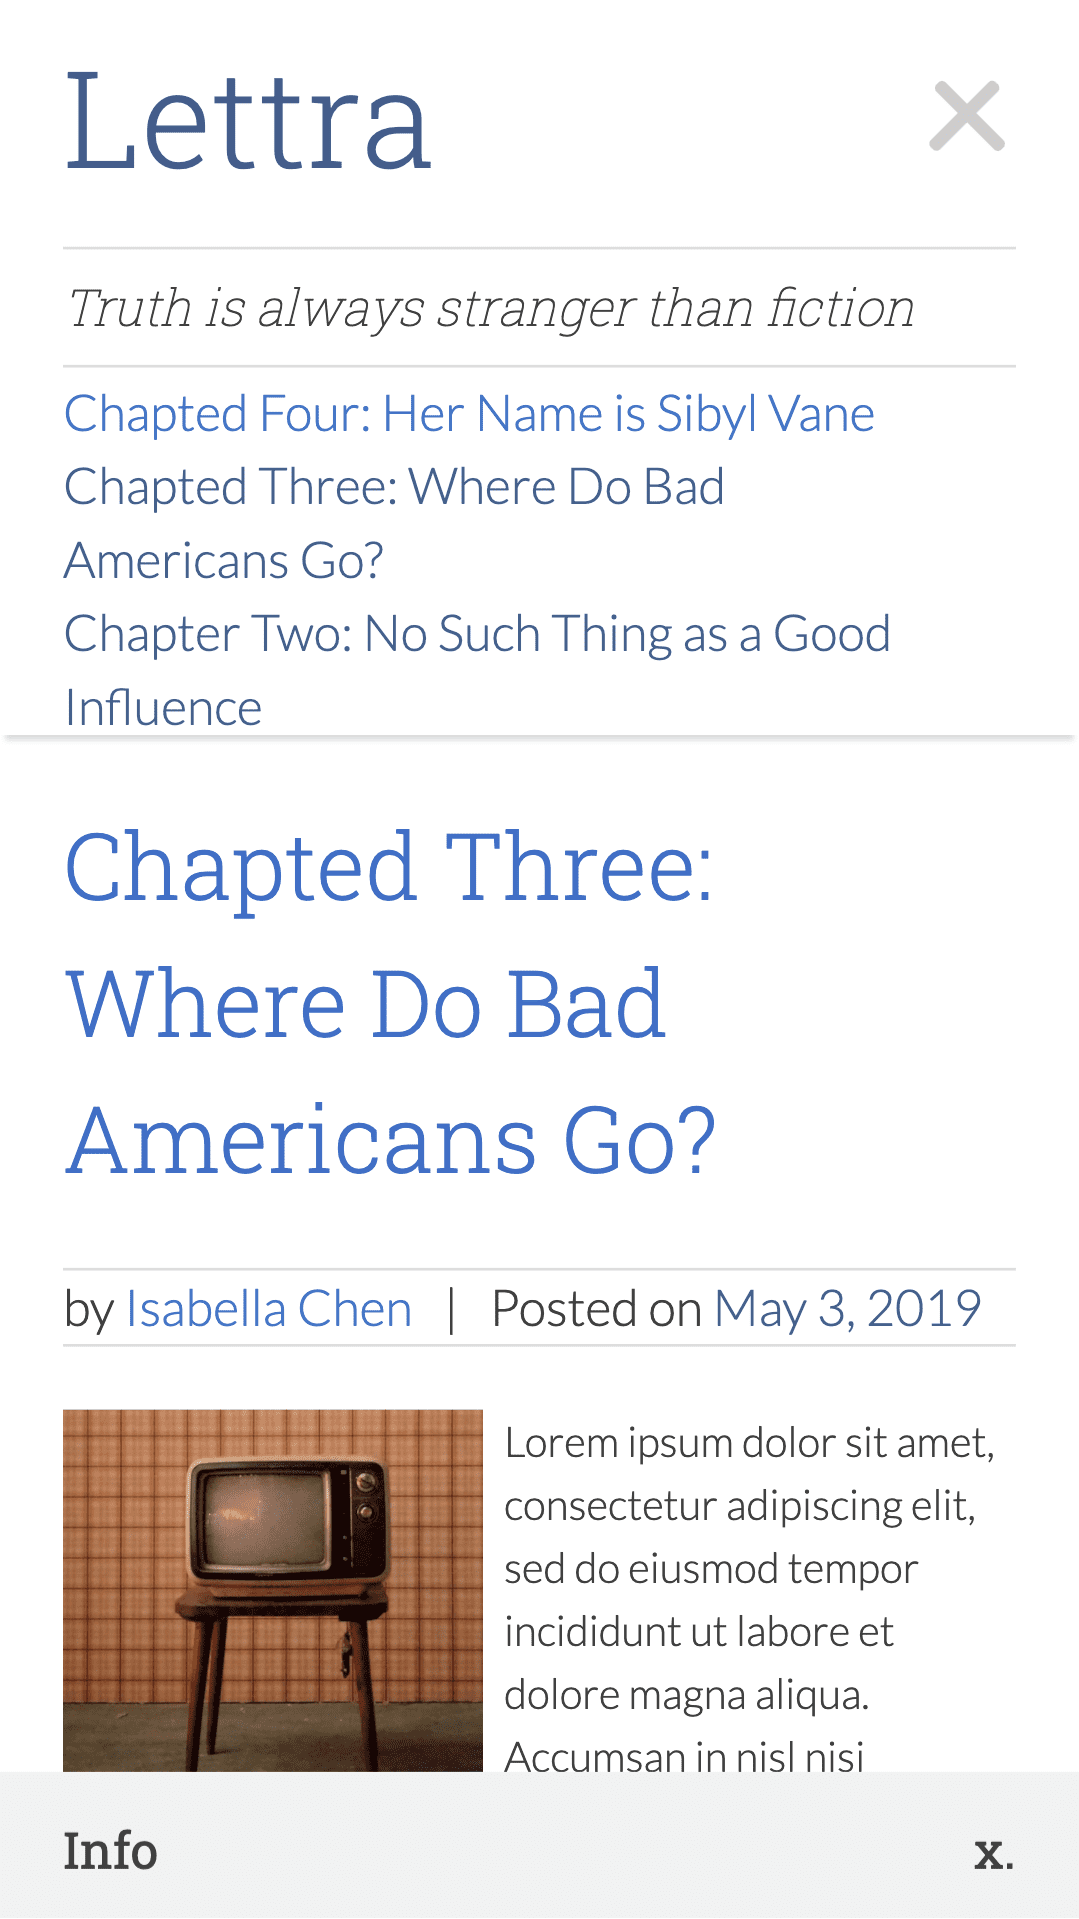 Lettra
Truth is always stranger than fiction
Chapted Four: Her Name is Sibyl Vane
Chapted Three: Where Do Bad
Americans Go?
Chapter Two: No Such Thing as a Good
Influence
Chapted Three:
Where Do Bad
Americans Go?
by Isabella Chen | Posted on May 3, 2019
Lorem ipsum dolor sit amet,
consectetur adipiscing elit,
sed do eiusmod tempor
incididunt ut labore et
dolore magna aliqua.
Accumsan in nisl nisi
Info x.